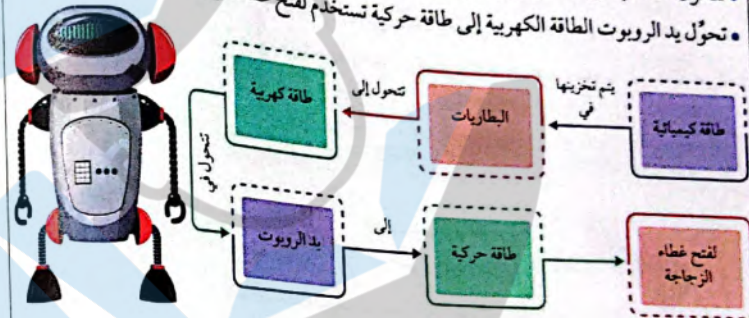 • تحوّل يد الروبوت الطاقة الكهربية إلى طاقة حركية تستخدم لفتح
طاقة كيميائية
يتم تخزينها
في
البطاريات
تتحول إلى
طاقة كهربية
تتحول في
يد الروبوت
إلى
طاقة حركية
لفتح غطاء
الزجاجة